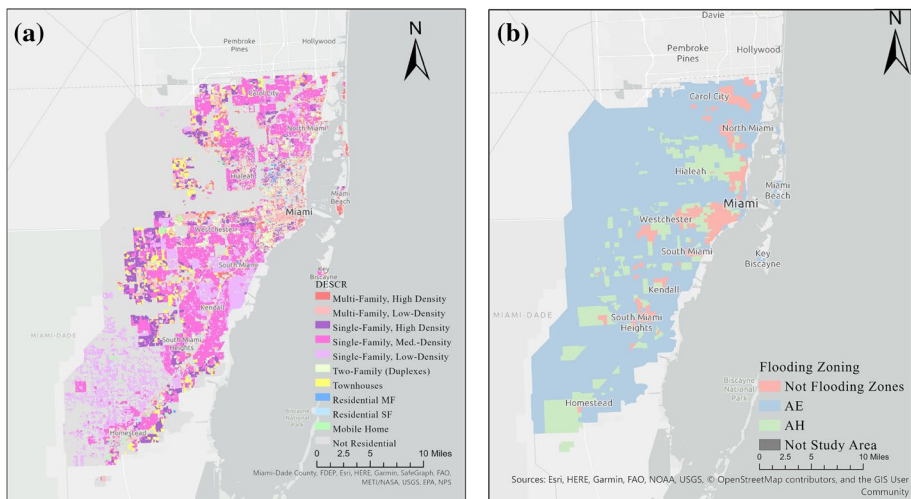 (a)
N
Pembroke
Pines
Hollywood
Carol City
North Miami
Hialeah
Miami
Beach
Miami
Westchester
South Miami
Key
Biscayne
Kendall
MIAMI-DADE
South Miami
Heights
Biscayne
National
Park
Homestead
DESCR
Multi-Family, High Density
Multi-Family, Low-Density
Single-Family, High Density
Single-Family, Med.-Density
Single-Family, Low-Density
Two-Family (Duplexes)
Townhouses
Residential MF
Residential SF
Mobile Home
Not Residential
0 2.5 5 10 Miles
Miami-Dade County, FDEP, Esri, HERE, Garmin, SafeGraph, FAO,
METI/NASA, USGS, EPA, NPS
(b)
N
Davie
Pembroke
Pines
Hollywood
Carol City
North Miami
Hialeah
Miami
Beach
Miami
Westchester
South Miami
Key
Biscayne
Kendall
MIAMI-DADE
South Miami
Heights
Biscayne
National
Park
Homestead
Flooding Zoning
Not Flooding Zones
AE
AH
Not Study Area
0 2.5 5 10 Miles
Sources: Esri, HERE, Garmin, FAO, NOAA, USGS, © OpenStreetMap contributors, and the GIS User
Community